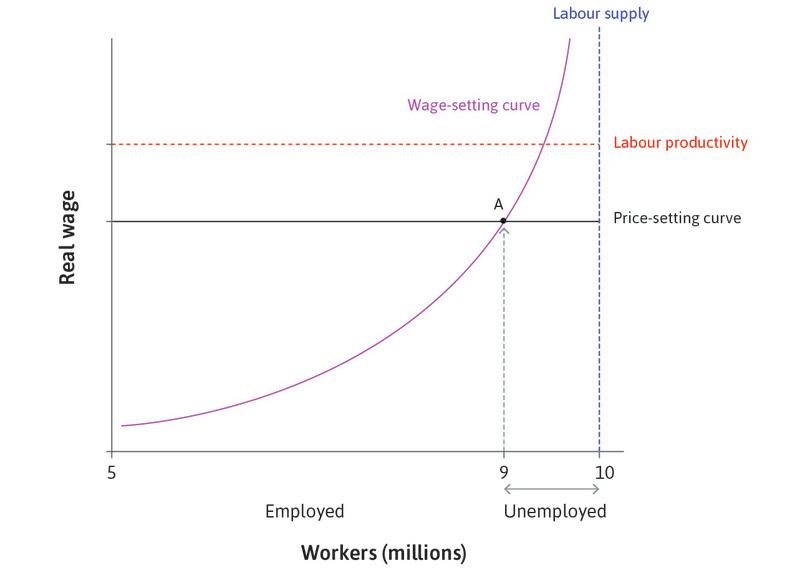 Labour supply
Wage-setting curve
Labour productivity
A
Price-setting curve
Real wage
5
9
10
Employed
Unemployed
Workers (millions)